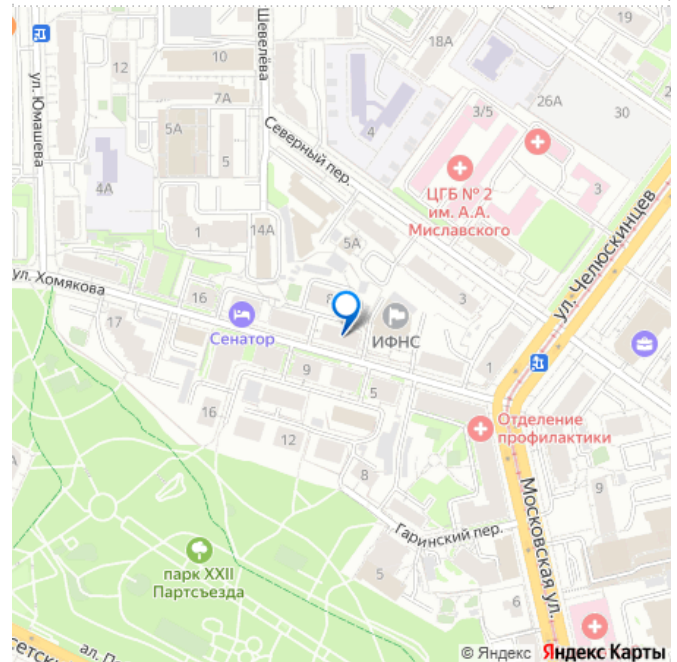 12
10
7А
5А
5
4А
1
14А
ул. Юмашева
Шевелёва
18А
19
26А
30
3/5
4
Северный пер.
ЦГБ № 2
им. А.А.
Миславского
3
ул. Челюскинцев
5А
ул. Хомякова
16
17
Сенатор
8
ИФНС
3
1
9
5
16
12
8
Отделение
профилактики
Московская ул.
9
Гаринский пер.
5
6
парк XXII
Партсъезда
© Яндекс Яндекс Карты